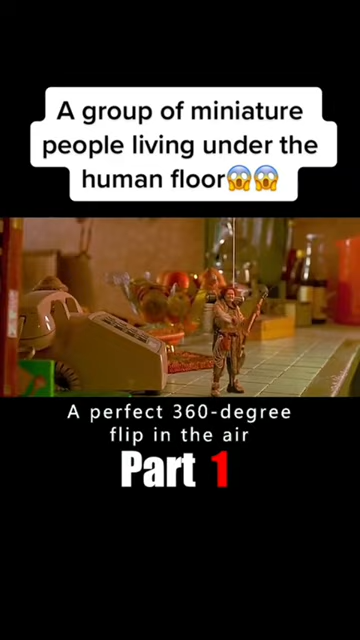 A group of miniature
people living under the
human floor😱😱
A perfect 360-degree
flip in the air
Part 1